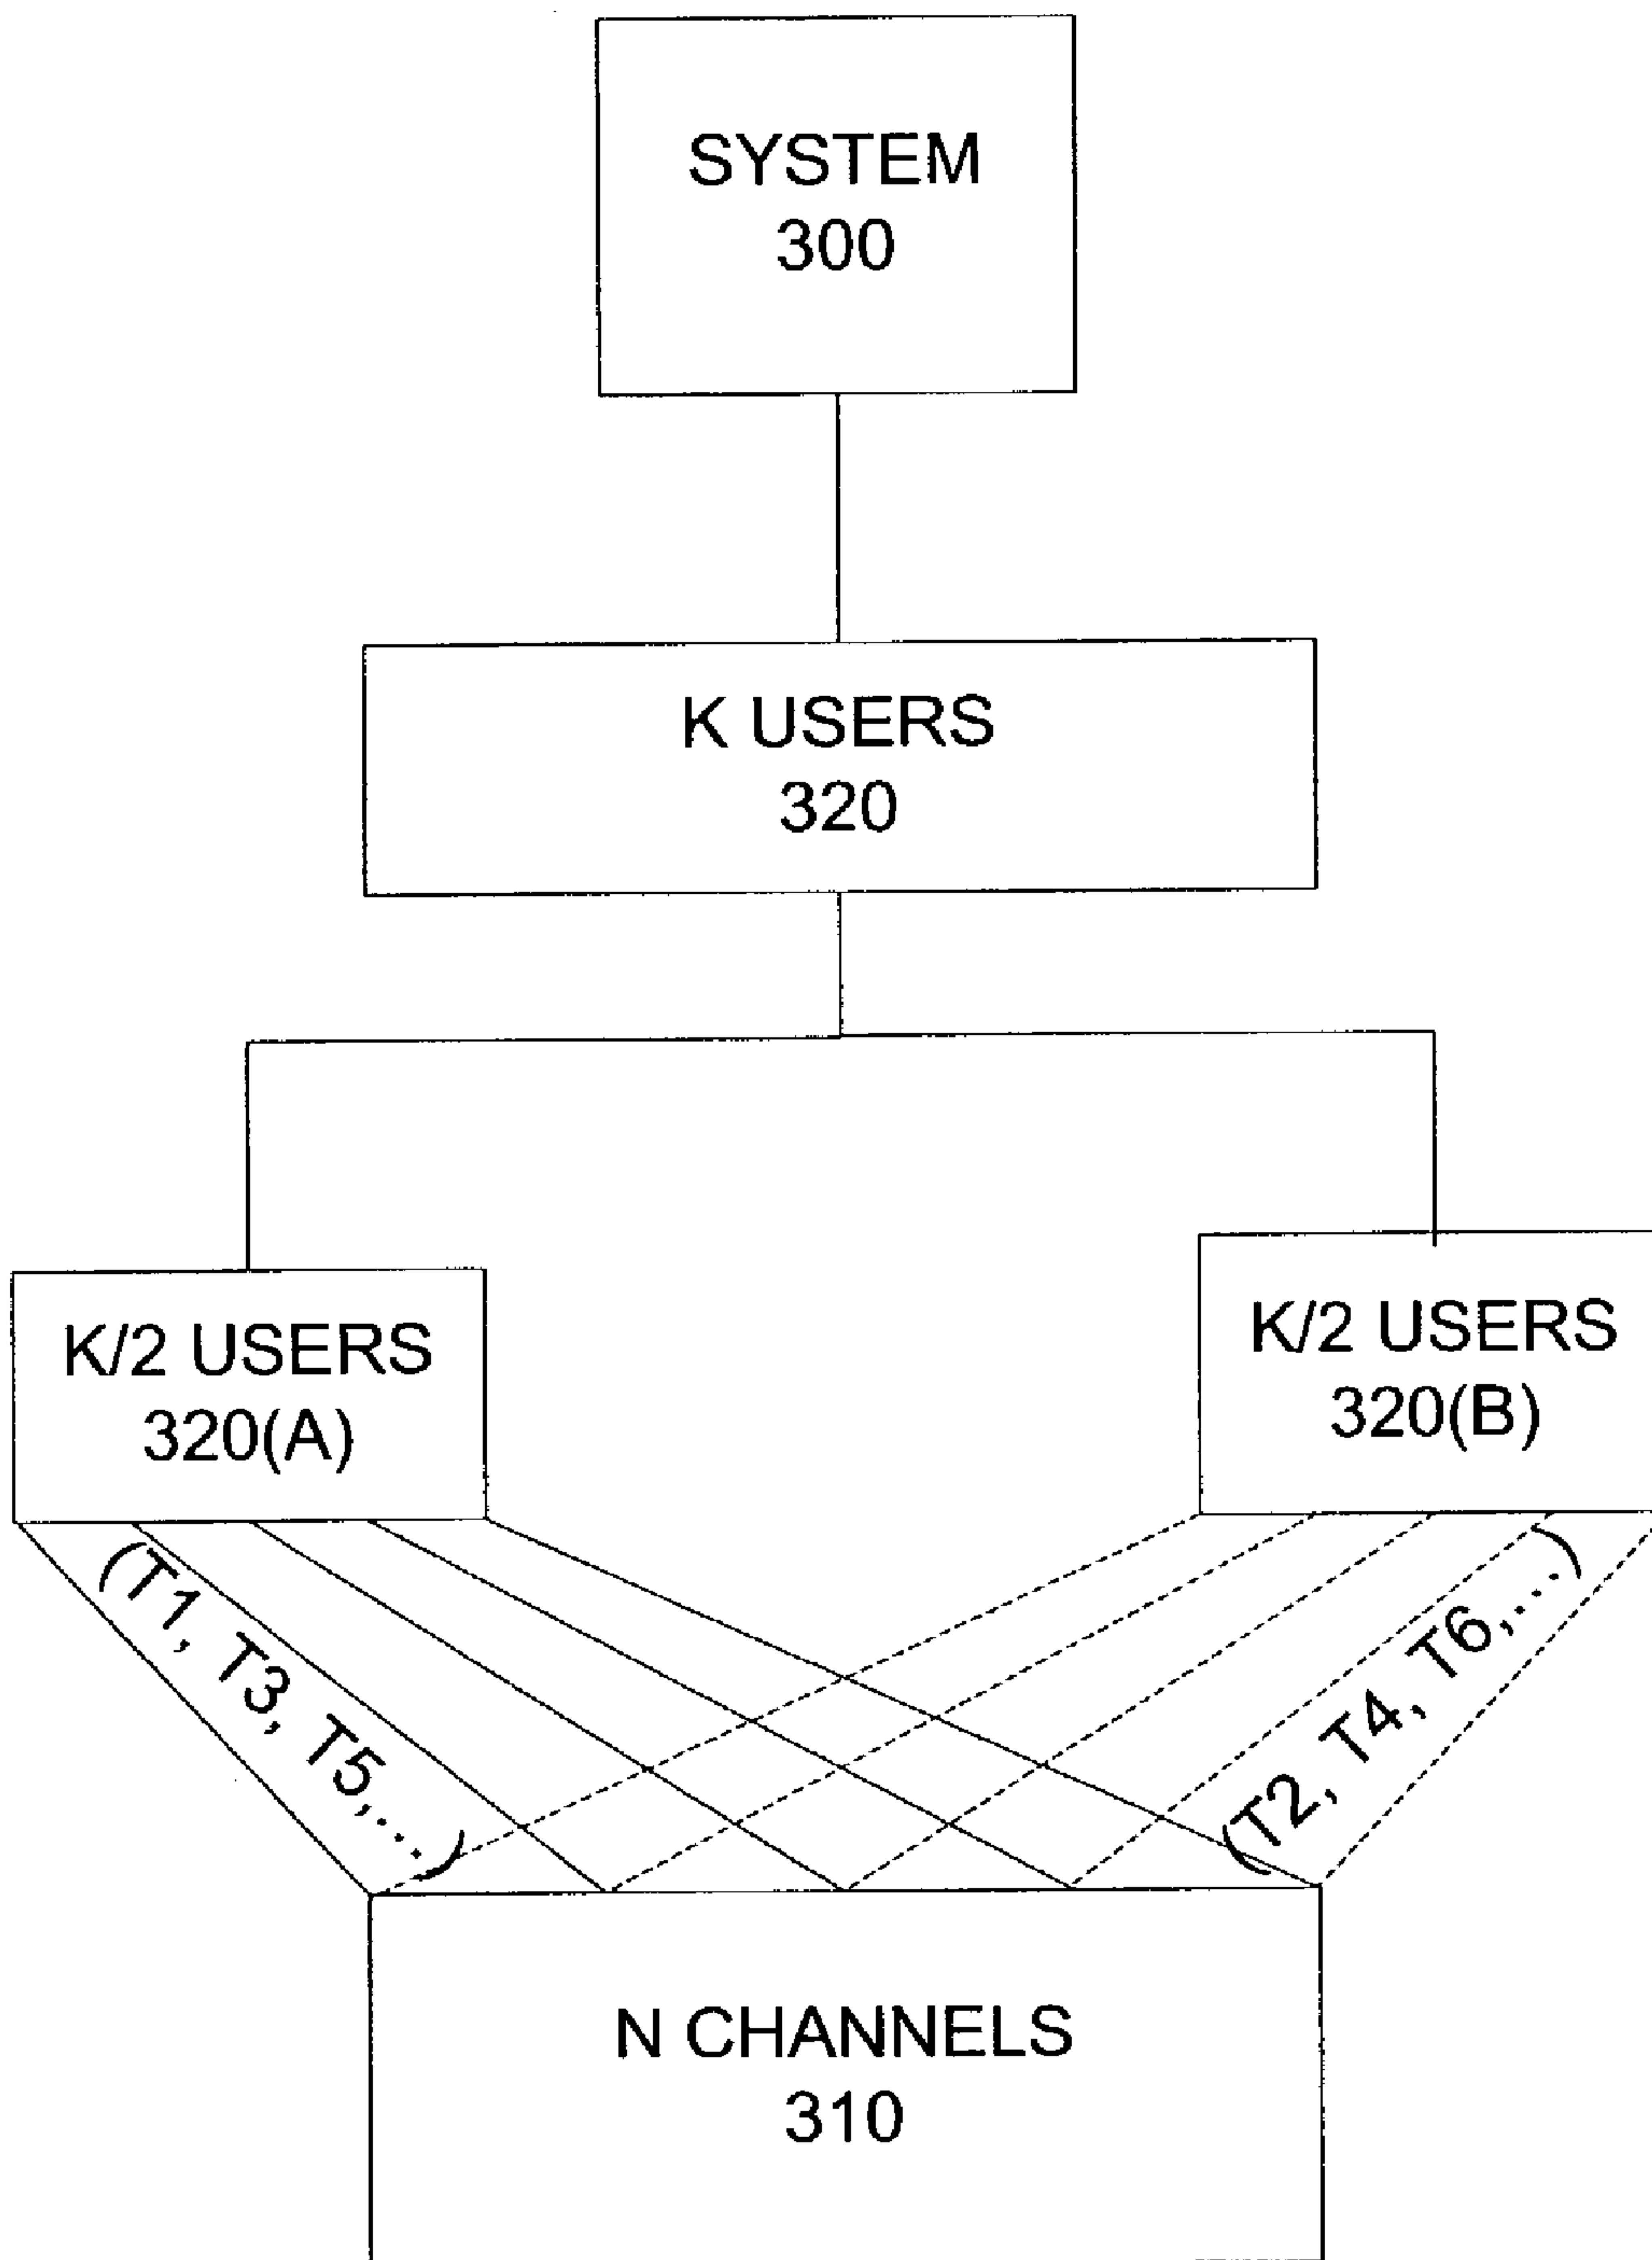 SYSTEM
300
K USERS
320
K/2 USERS
320(A)
K/2 USERS
320(B)
(T1, T3, T5,...)
(T2, T4, T6,...)
N CHANNELS
310